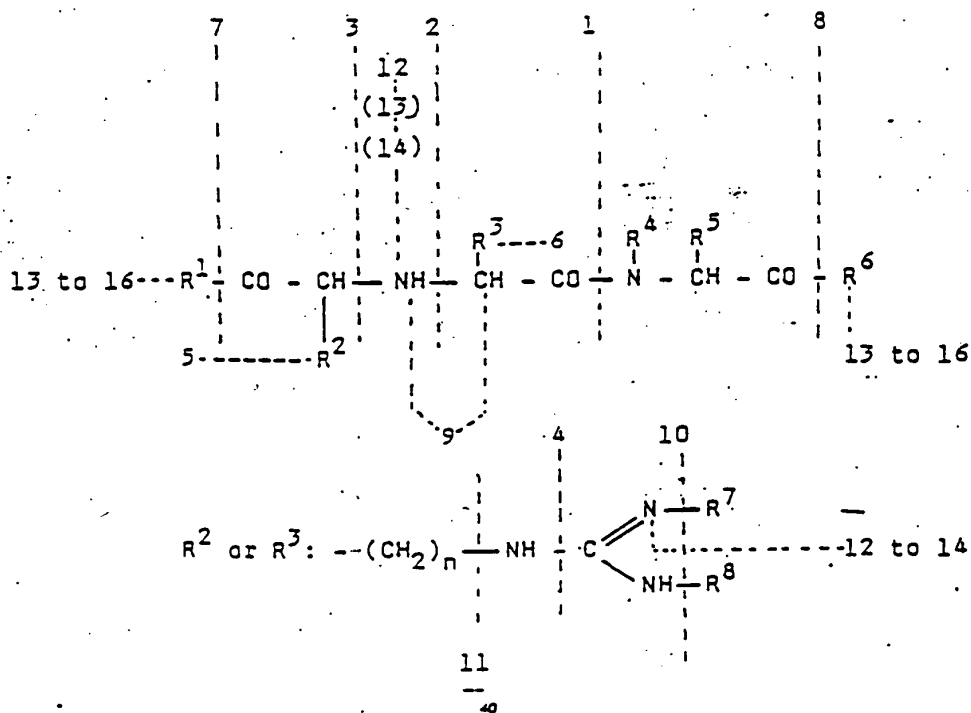 7 3 2 1 8
12
(13)
(14)
R³----6 R⁴ R⁵
13 to 16---R¹ - CO - CH - NH - CH - CO - N - CH - CO - R⁶
5-------R² 13 to 16
9 4 10
N - R⁷
R² or R³: --(CH₂)n - NH - C 12 to 14
NH - R⁸
11
40